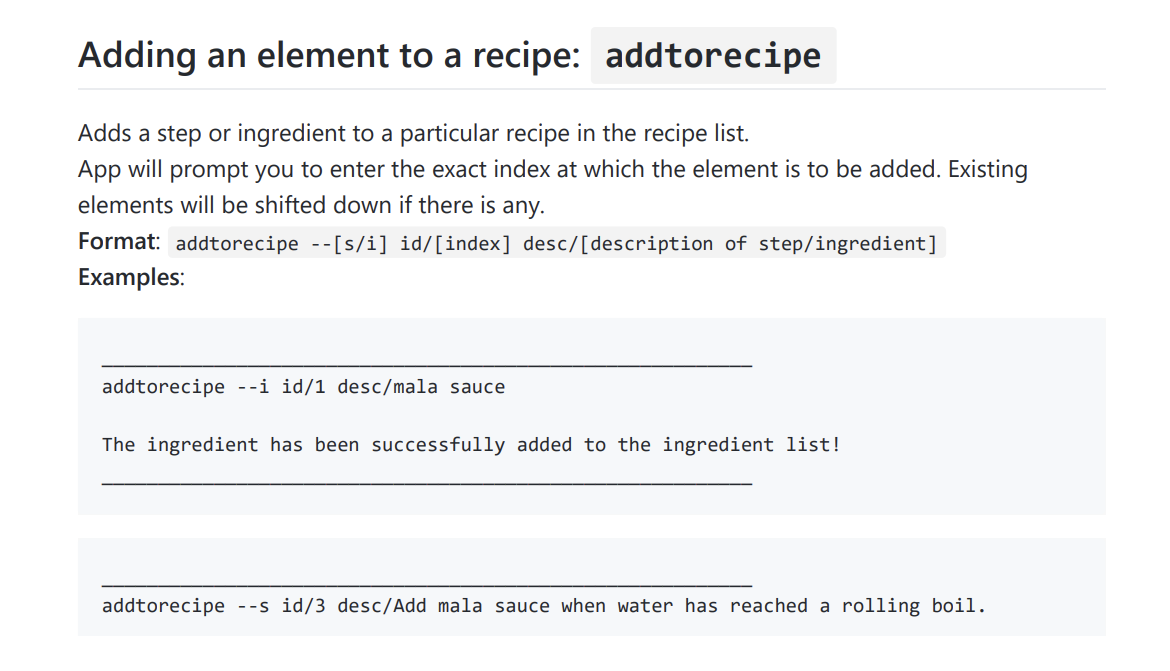 Adding an element to a recipe: addtorecipe
Adds a step or ingredient to a particular recipe in the recipe list.
App will prompt you to enter the exact index at which the element is to be added. Existing
elements will be shifted down if there is any.
Format: addtorecipe --[s/i] id/[index] desc/[description of step/ingredient]
Examples:
__________________________________________________________
addtorecipe --i id/1 desc/mala sauce
The ingredient has been successfully added to the ingredient list!
__________________________________________________________
__________________________________________________________
addtorecipe --s id/3 desc/Add mala sauce when water has reached a rolling boil.